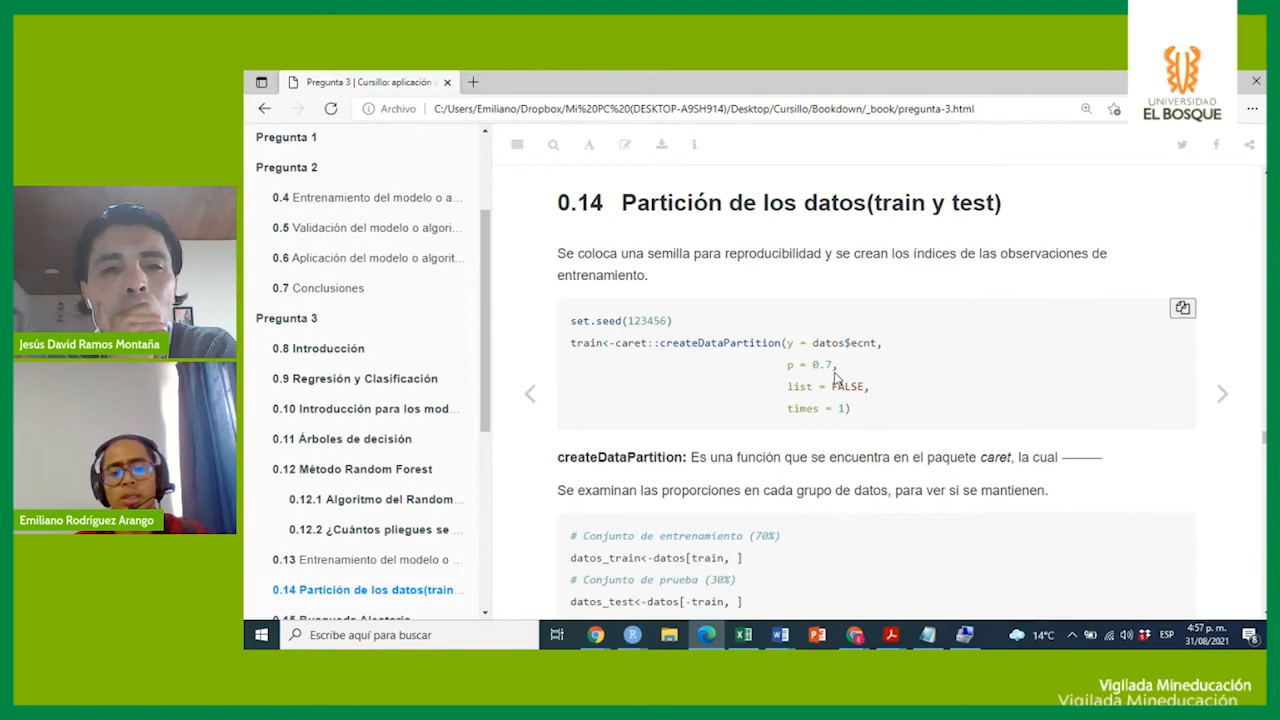 UNIVERSIDAD
EL BOSQUE
Pregunta 3 | Cursillo: aplicación
Archivo
C:/Users/Emiliano/Dropbox/Mi%20PC%20(DESKTOP-A9SH914)/Desktop/Cursillo/Bookdown/_book/pregunta-3.html
Pregunta 1
Pregunta 2
0.4 Entrenamiento del modelo o a...
0.5 Validación del modelo o algori...
0.6 Aplicación del modelo o algorit...
0.7 Conclusiones
Pregunta 3
0.8 Introducción
0.9 Regresión y Clasificación
0.10 Introducción para los mod...
0.11 Árboles de decisión
0.12 Método Random Forest
0.12.1 Algoritmo del Random...
0.12.2 ¿Cuántos pliegues se ...
0.13 Entrenamiento del modelo o ...
0.14 Partición de los datos(train...
0.15 Busqueda Aleatoria
0.14 Partición de los datos(train y test)
Se coloca una semilla para reproducibilidad y se crean los índices de las observaciones de
entrenamiento.
set.seed(123456)
train<-caret::createDataPartition(y = datos$ecnt,
p = 0.7,
list = FALSE,
times = 1)
createDataPartition: Es una función que se encuentra en el paquete caret, la cual ———
Se examinan las proporciones en cada grupo de datos, para ver si se mantienen.
# Conjunto de entrenamiento (70%)
datos_train<-datos[train, ]
# Conjunto de prueba (30%)
datos_test<-datos[-train, ]
Jesús David Ramos Montaña
Emiliano Rodríguez Arango
Escribe aquí para buscar
14°C
ESP
4:57 p. m.
31/08/2021
Vigilada Mineducación
Vigilada Mineducación